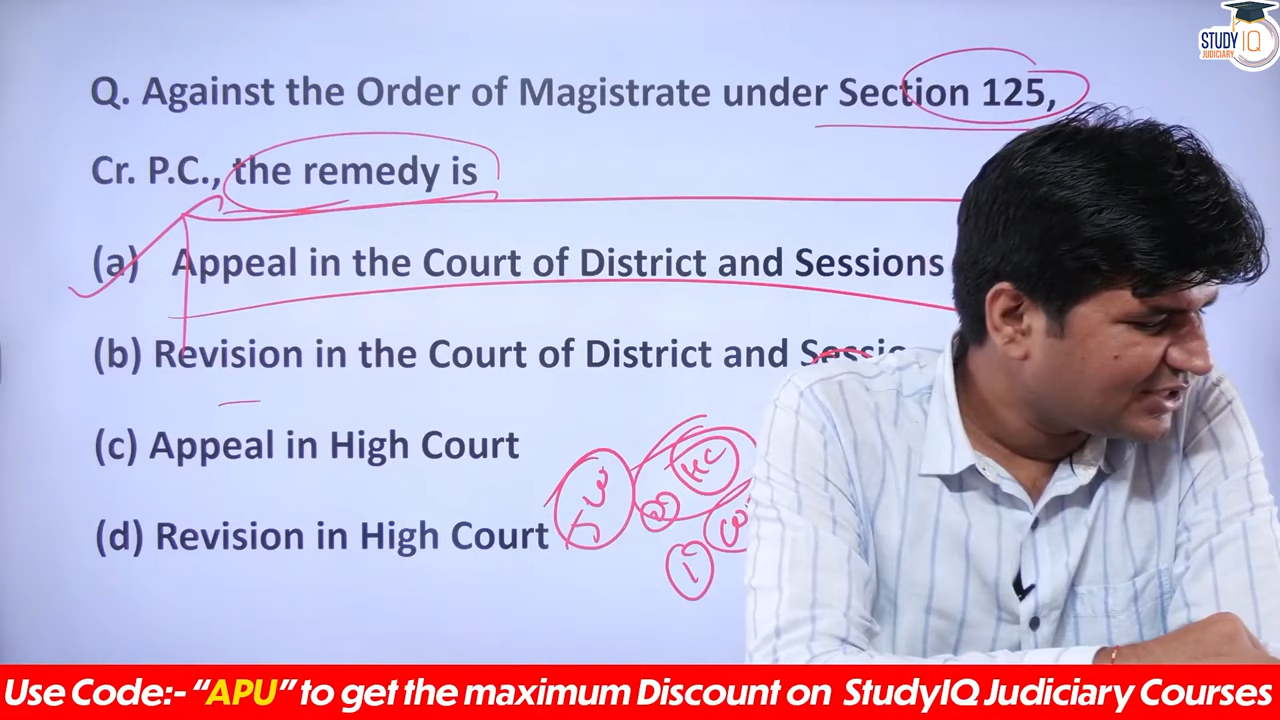 STUDY IQ
JUDICIARY
Q. Against the Order of Magistrate under Section 125,
Cr. P.C., the remedy is
(a) Appeal in the Court of District and Sessions
(b) Revision in the Court of District and Sessio
(c) Appeal in High Court
HC
(d) Revision in High Court
Use Code:- “APU” to get the maximum Discount on StudyIQ Judiciary Courses